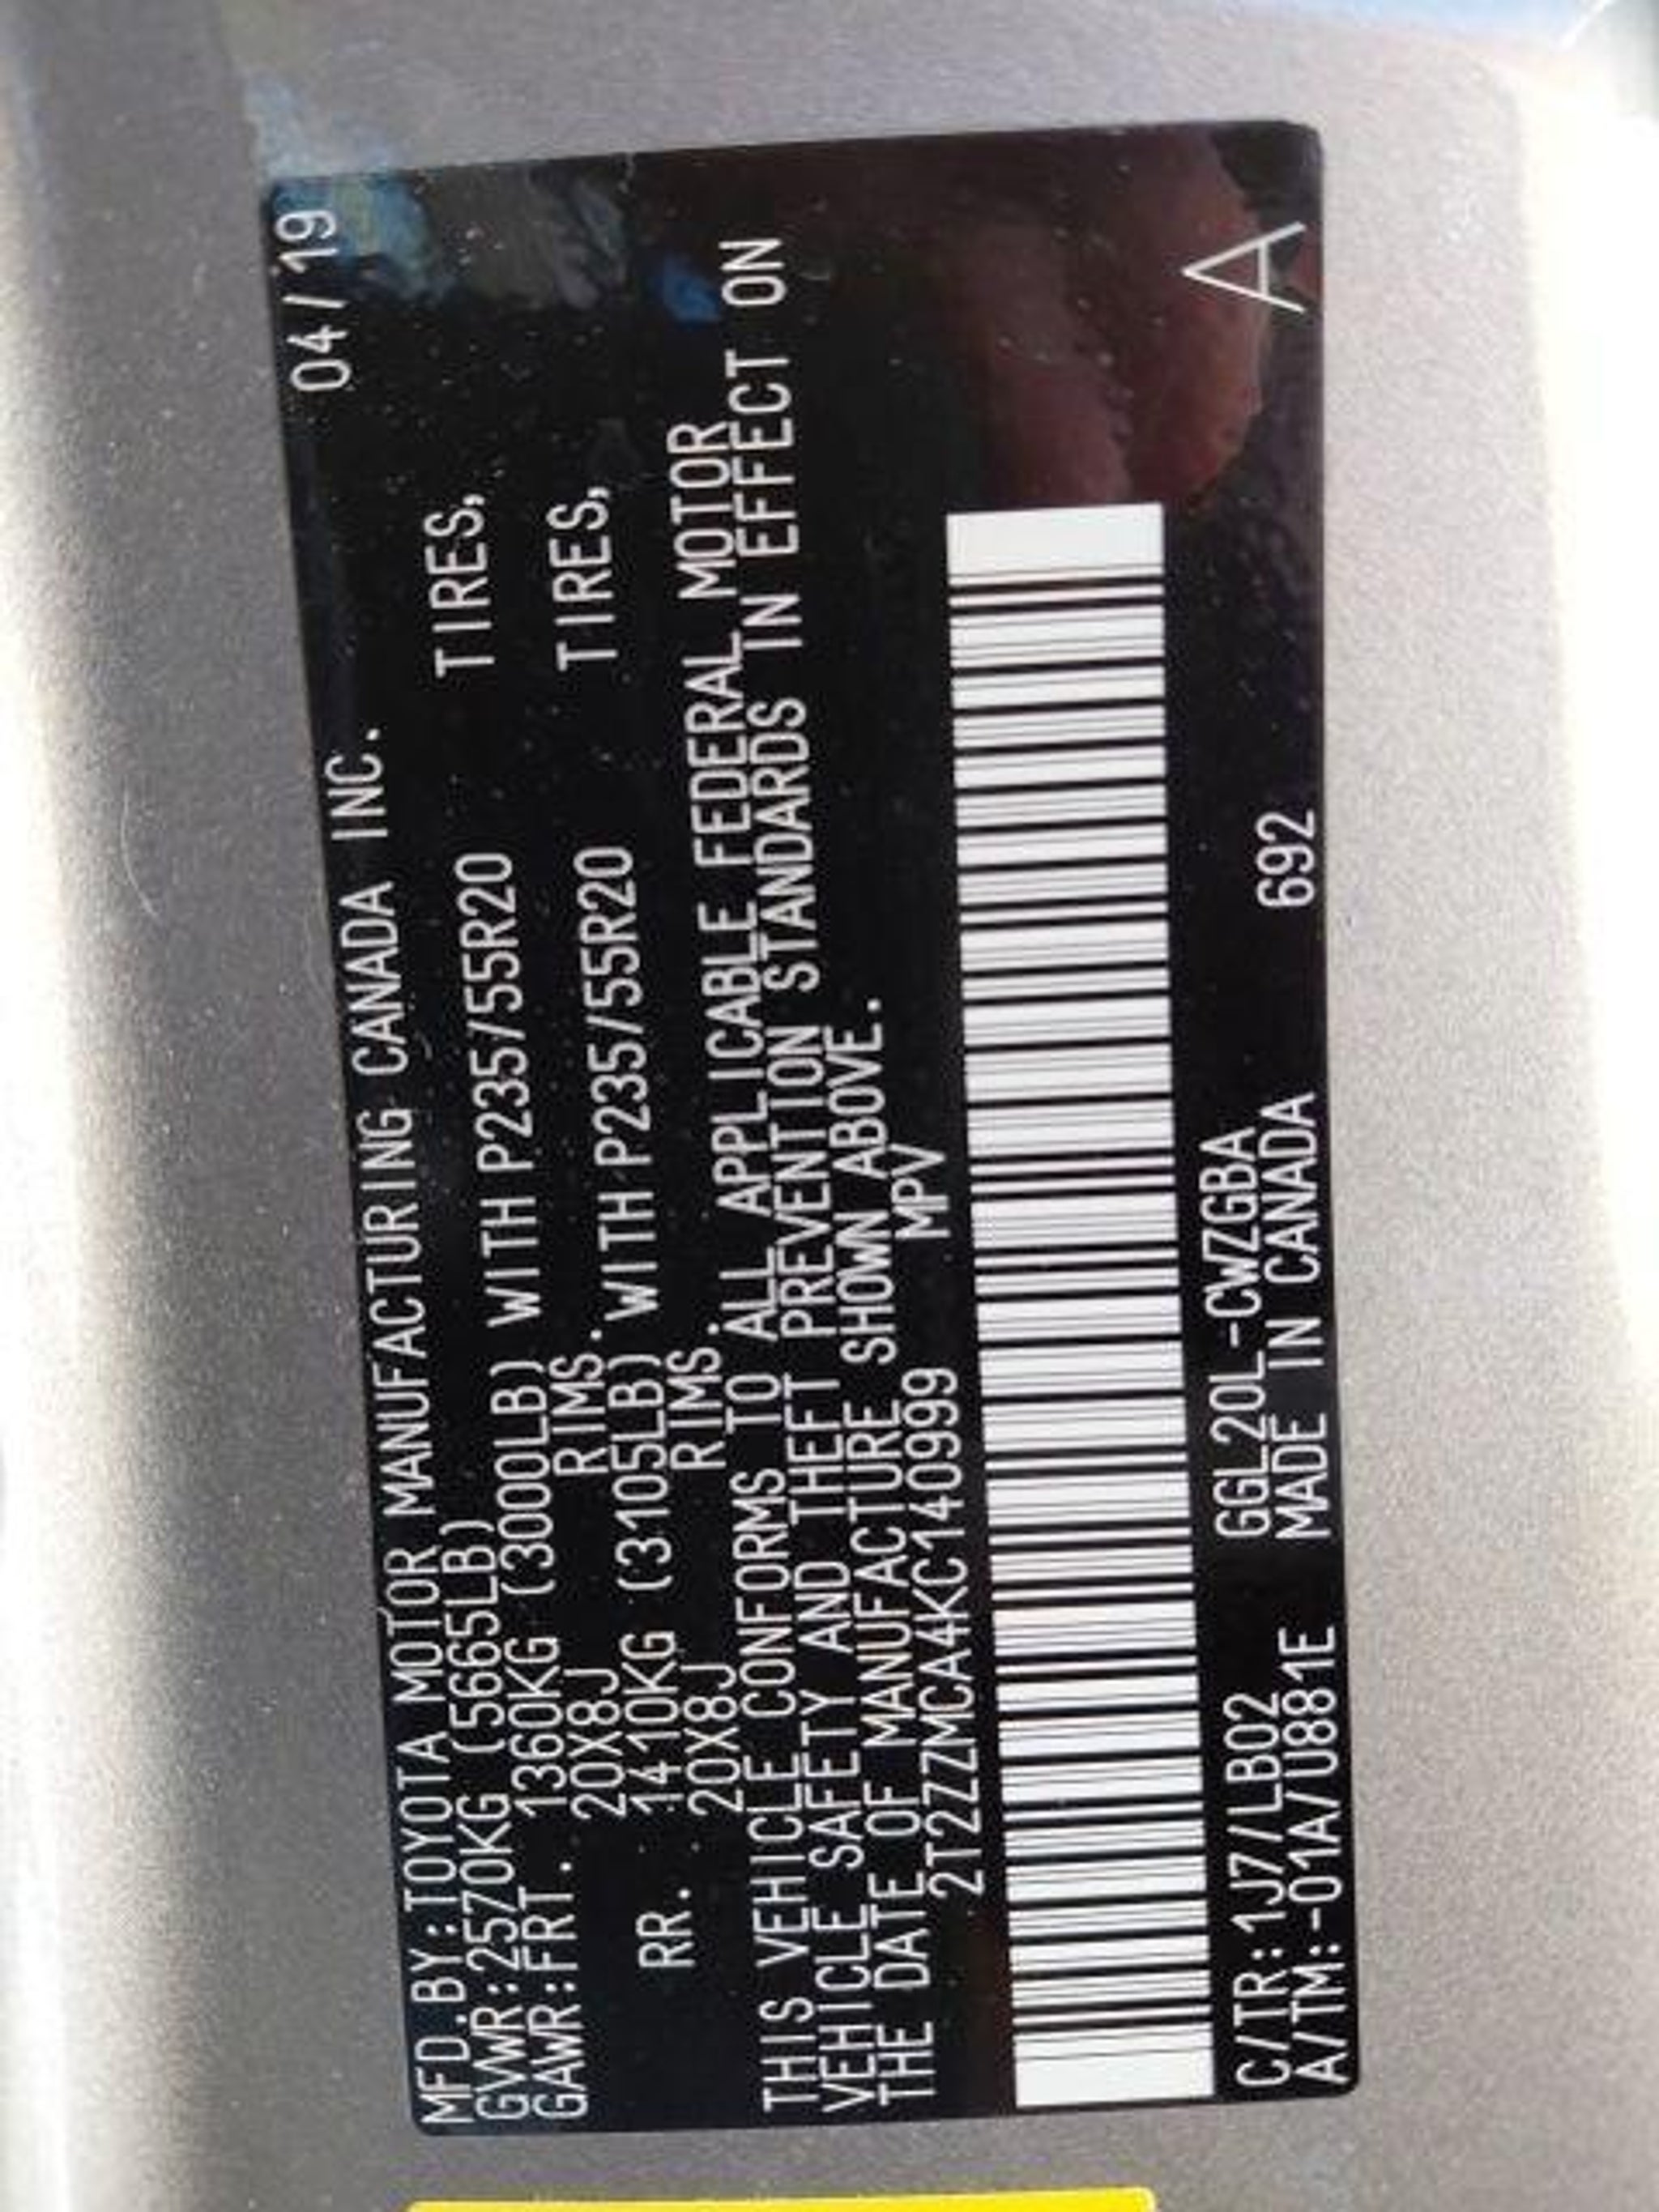 04/19
MFD.BY:TOYOTA MOTOR MANUFACTURING CANADA INC.
GVWR:2570KG (5665LB)
GAWR:FRT. 1360KG (3000LB) WITH P235/55R20 TIRES,
20X8J RIMS.
RR. 1410KG (3105LB) WITH P235/55R20 TIRES,
20X8J RIMS.
THIS VEHICLE CONFORMS TO ALL APPLICABLE FEDERAL MOTOR
VEHICLE SAFETY AND THEFT PREVENTION STANDARDS IN EFFECT ON
THE DATE OF MANUFACTURE SHOWN ABOVE.
2T2ZZMCA4KC140999 MPV
C/TR:1J7/LB02 GGL20L-CWZGBA
A/TM:-01A/U881E MADE IN CANADA 692
A